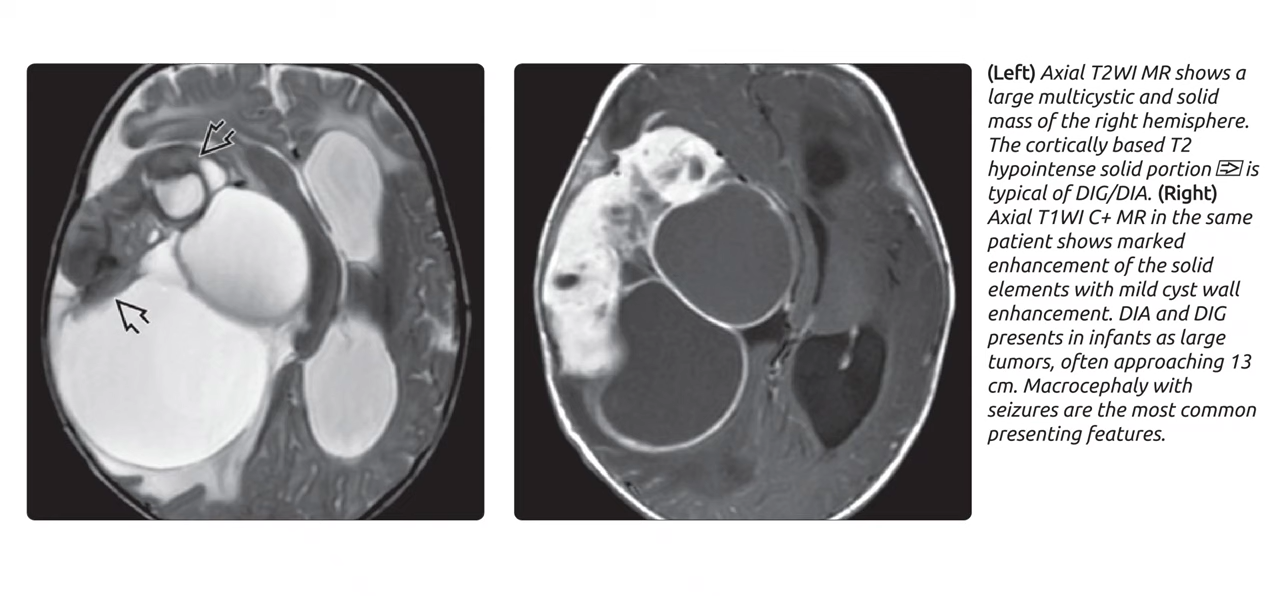 (Left) Axial T2WI MR shows a
large multicystic and solid
mass of the right hemisphere.
The cortically based T2
hypointense solid portion ⮊ is
typical of DIG/DIA. (Right)
Axial T1WI C+ MR in the same
patient shows marked
enhancement of the solid
elements with mild cyst wall
enhancement. DIA and DIG
presents in infants as large
tumors, often approaching 13
cm. Macrocephaly with
seizures are the most common
presenting features.